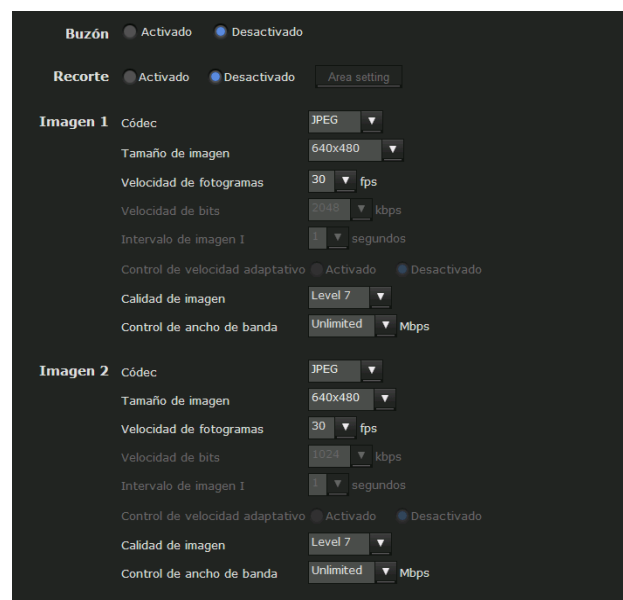 Buzón Activado Desactivado
Recorte Activado Desactivado Area setting
Imagen 1 Códec JPEG
Tamaño de imagen 640x480
Velocidad de fotogramas 30 fps
Velocidad de bits 2048 kbps
Intervalo de imagen I 1 segundos
Control de velocidad adaptativo Activado Desactivado
Calidad de imagen Level 7
Control de ancho de banda Unlimited Mbps
Imagen 2 Códec JPEG
Tamaño de imagen 640x480
Velocidad de fotogramas 30 fps
Velocidad de bits 1024 kbps
Intervalo de imagen I 1 segundos
Control de velocidad adaptativo Activado Desactivado
Calidad de imagen Level 7
Control de ancho de banda Unlimited Mbps